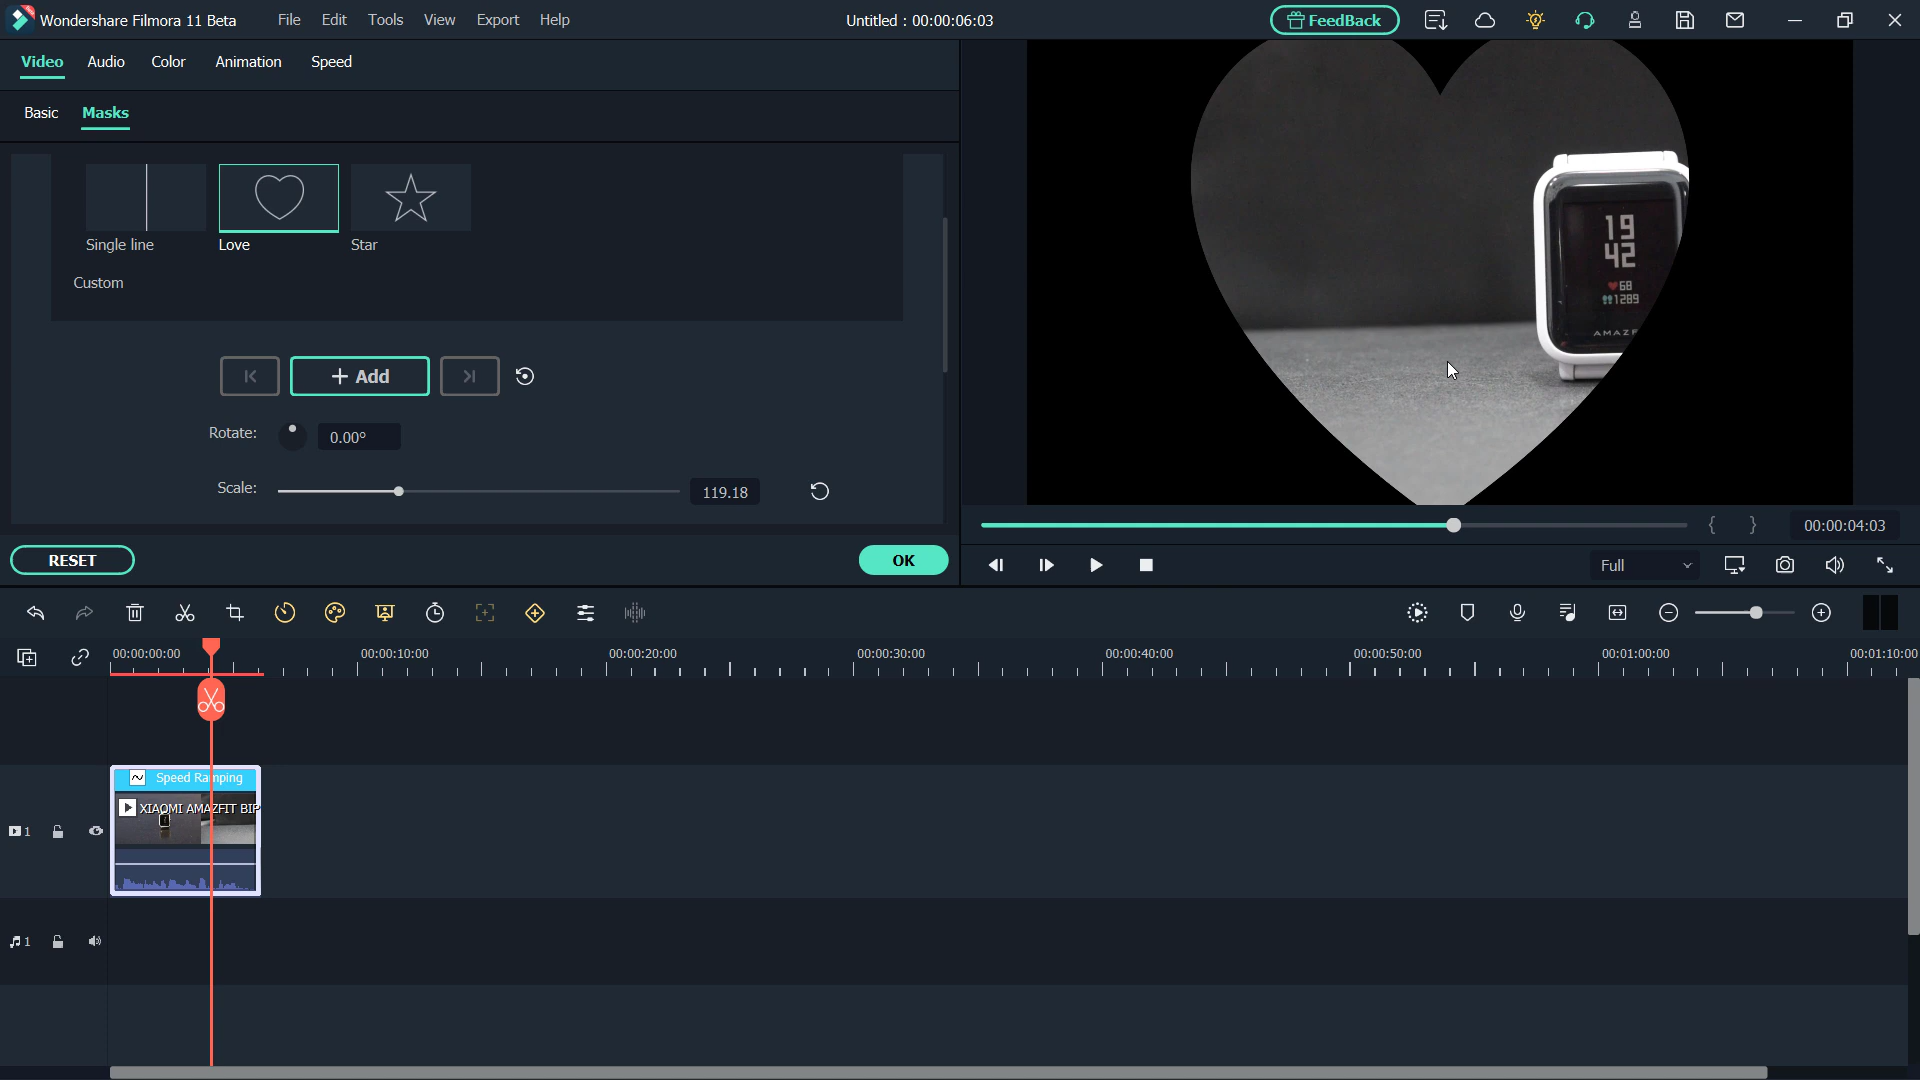 Wondershare Filmora 11 Beta
File Edit Tools View Export Help
Untitled : 00:00:06:03
FeedBack
Video Audio Color Animation Speed
Basic Masks
Single line
Love
Star
Custom
Add
Rotate:
0.00°
Scale:
119.18
RESET
OK
19
42
68
1289
AMAZF
00:00:04:03
Full
00:00:00:00
00:00:10:00
00:00:20:00
00:00:30:00
00:00:40:00
00:00:50:00
00:01:00:00
00:01:10:00
Speed Ramping
XIAOMI AMAZFIT BIP
1
1